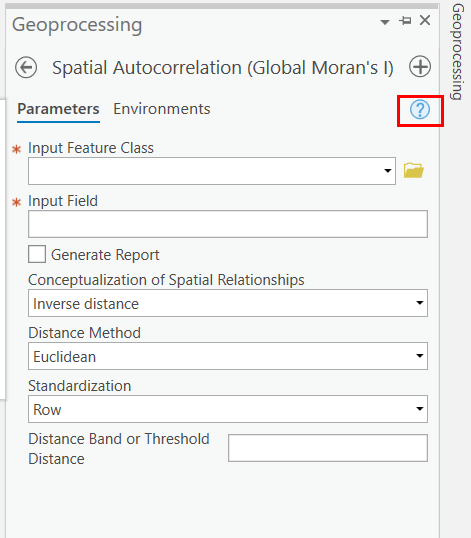 Geoprocessing
Spatial Autocorrelation (Global Moran's I)
Parameters Environments
?
* Input Feature Class
* Input Field
Generate Report
Conceptualization of Spatial Relationships
Inverse distance
Distance Method
Euclidean
Standardization
Row
Distance Band or Threshold
Distance
Geoprocessing